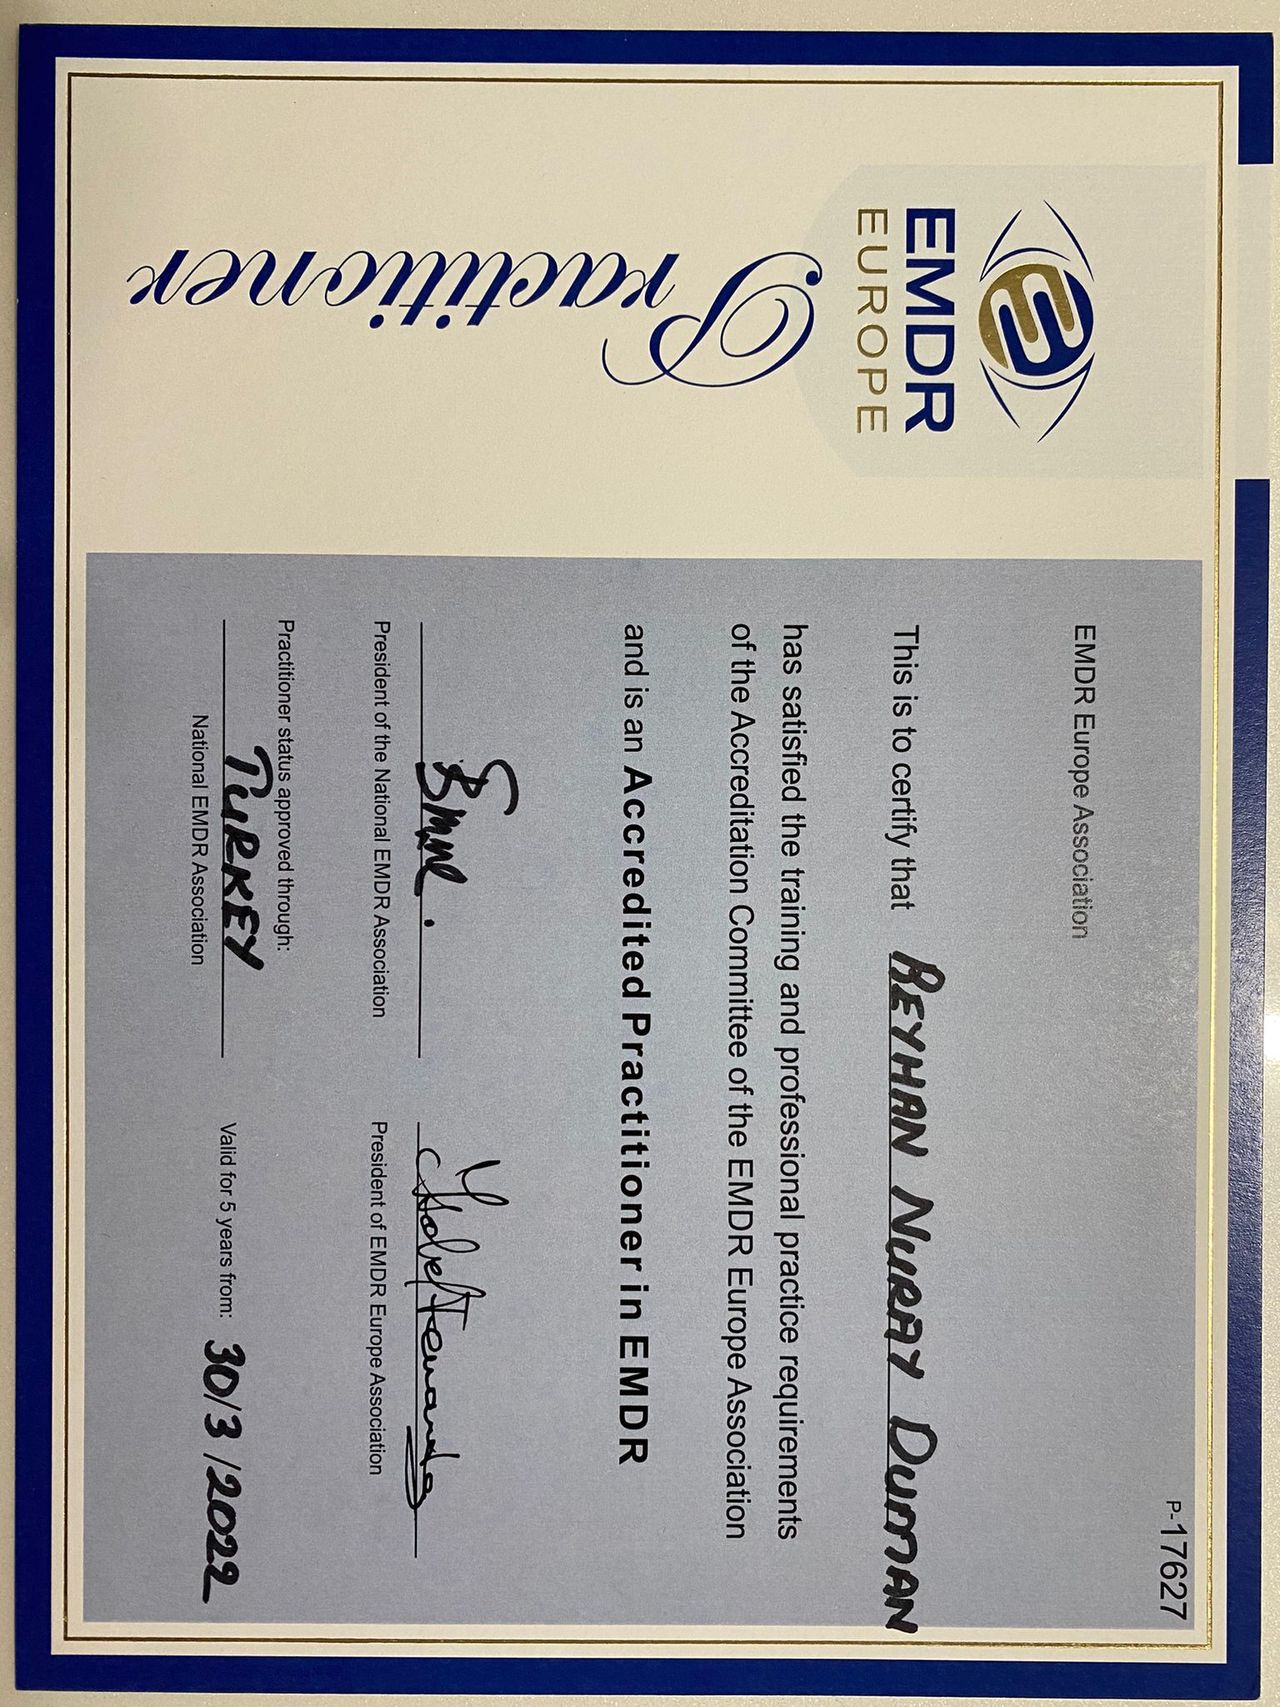 EMDR
EUROPE
Practitioner
P-17627
EMDR Europe Association
This is to certify that REYHAN NURAY DUMAN
has satisfied the training and professional practice requirements
of the Accreditation Committee of the EMDR Europe Association
and is an Accredited Practitioner in EMDR
President of the National EMDR Association
President of EMDR Europe Association
Practitioner status approved through:
TURKEY
National EMDR Association
Valid for 5 years from: 30/3/2022